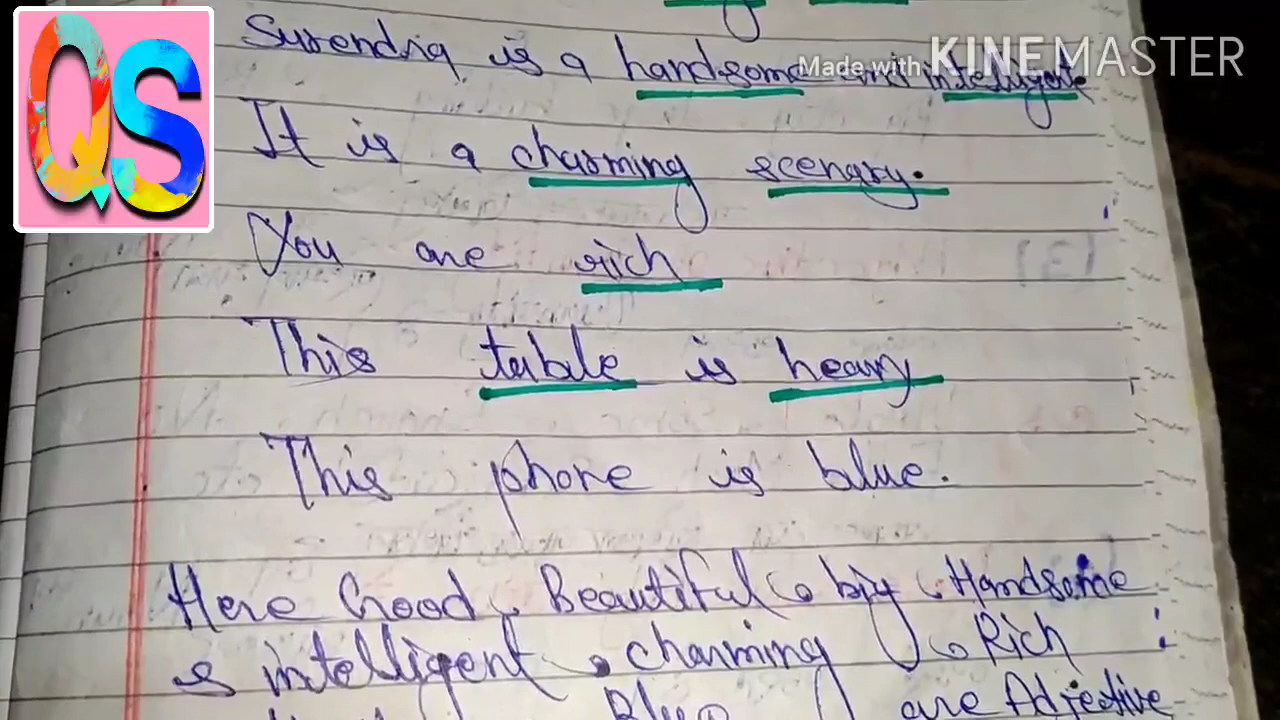 QS
Made with KINEMASTER
Surendra is a handsome and intelligent
It is a charming scenary.
You are rich
This table is heavy
This phone is blue.
Here Good, Beautiful, big, Handsome
intelligent, charming, Rich
Blue are Adjective